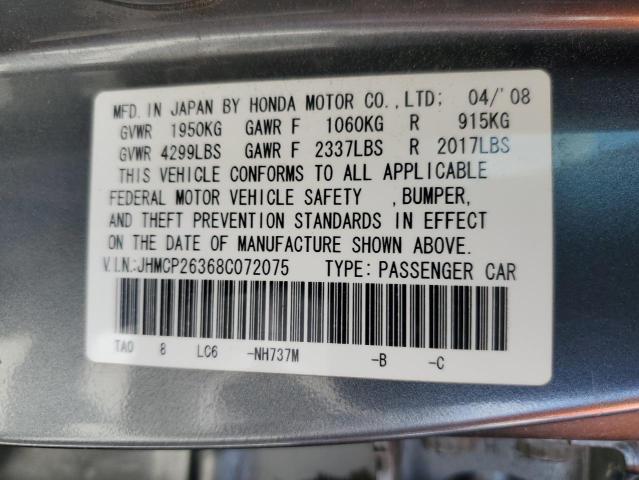 MFD. IN JAPAN BY HONDA MOTOR CO.,LTD; 04/'08
GVWR 1950KG GAWR F 1060KG R 915KG
GVWR 4299LBS GAWR F 2337LBS R 2017LBS
THIS VEHICLE CONFORMS TO ALL APPLICABLE
FEDERAL MOTOR VEHICLE SAFETY ,BUMPER,
AND THEFT PREVENTION STANDARDS IN EFFECT
ON THE DATE OF MANUFACTURE SHOWN ABOVE.
V.I.N.:JHMCP26368C072075 TYPE: PASSENGER CAR
TA0 8 LC6 -NH737M -B -C